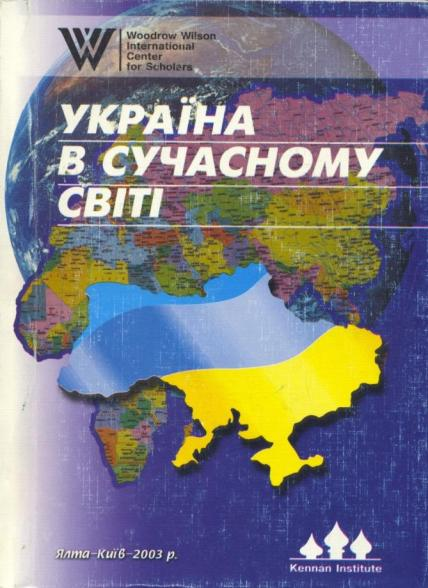 Woodrow Wilson
International
Center
for Scholars
УКРАЇНА
В СУЧАСНОМУ
СВІТІ
Ялта–Київ–2003 р.
Kennan Institute